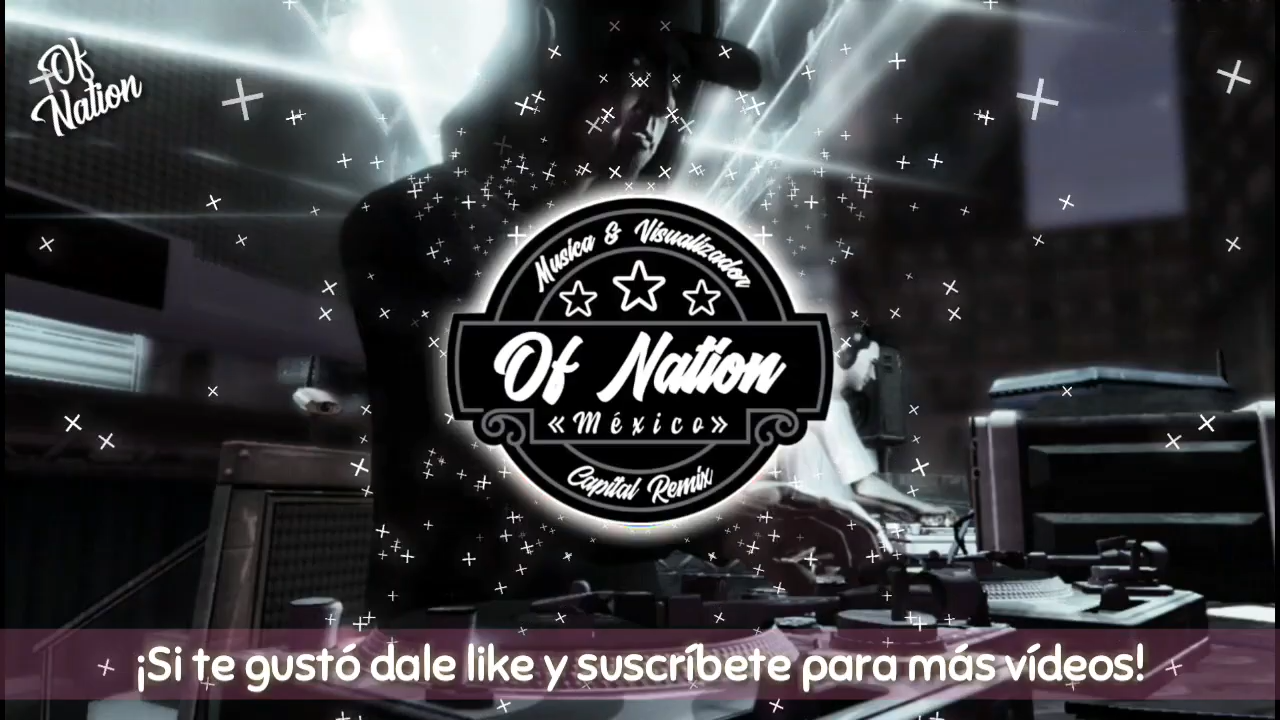 Of
Nation
Musica & Visualizador
Of Nation
«México»
Capital Remix
¡Si te gustó dale like y suscríbete para más vídeos!